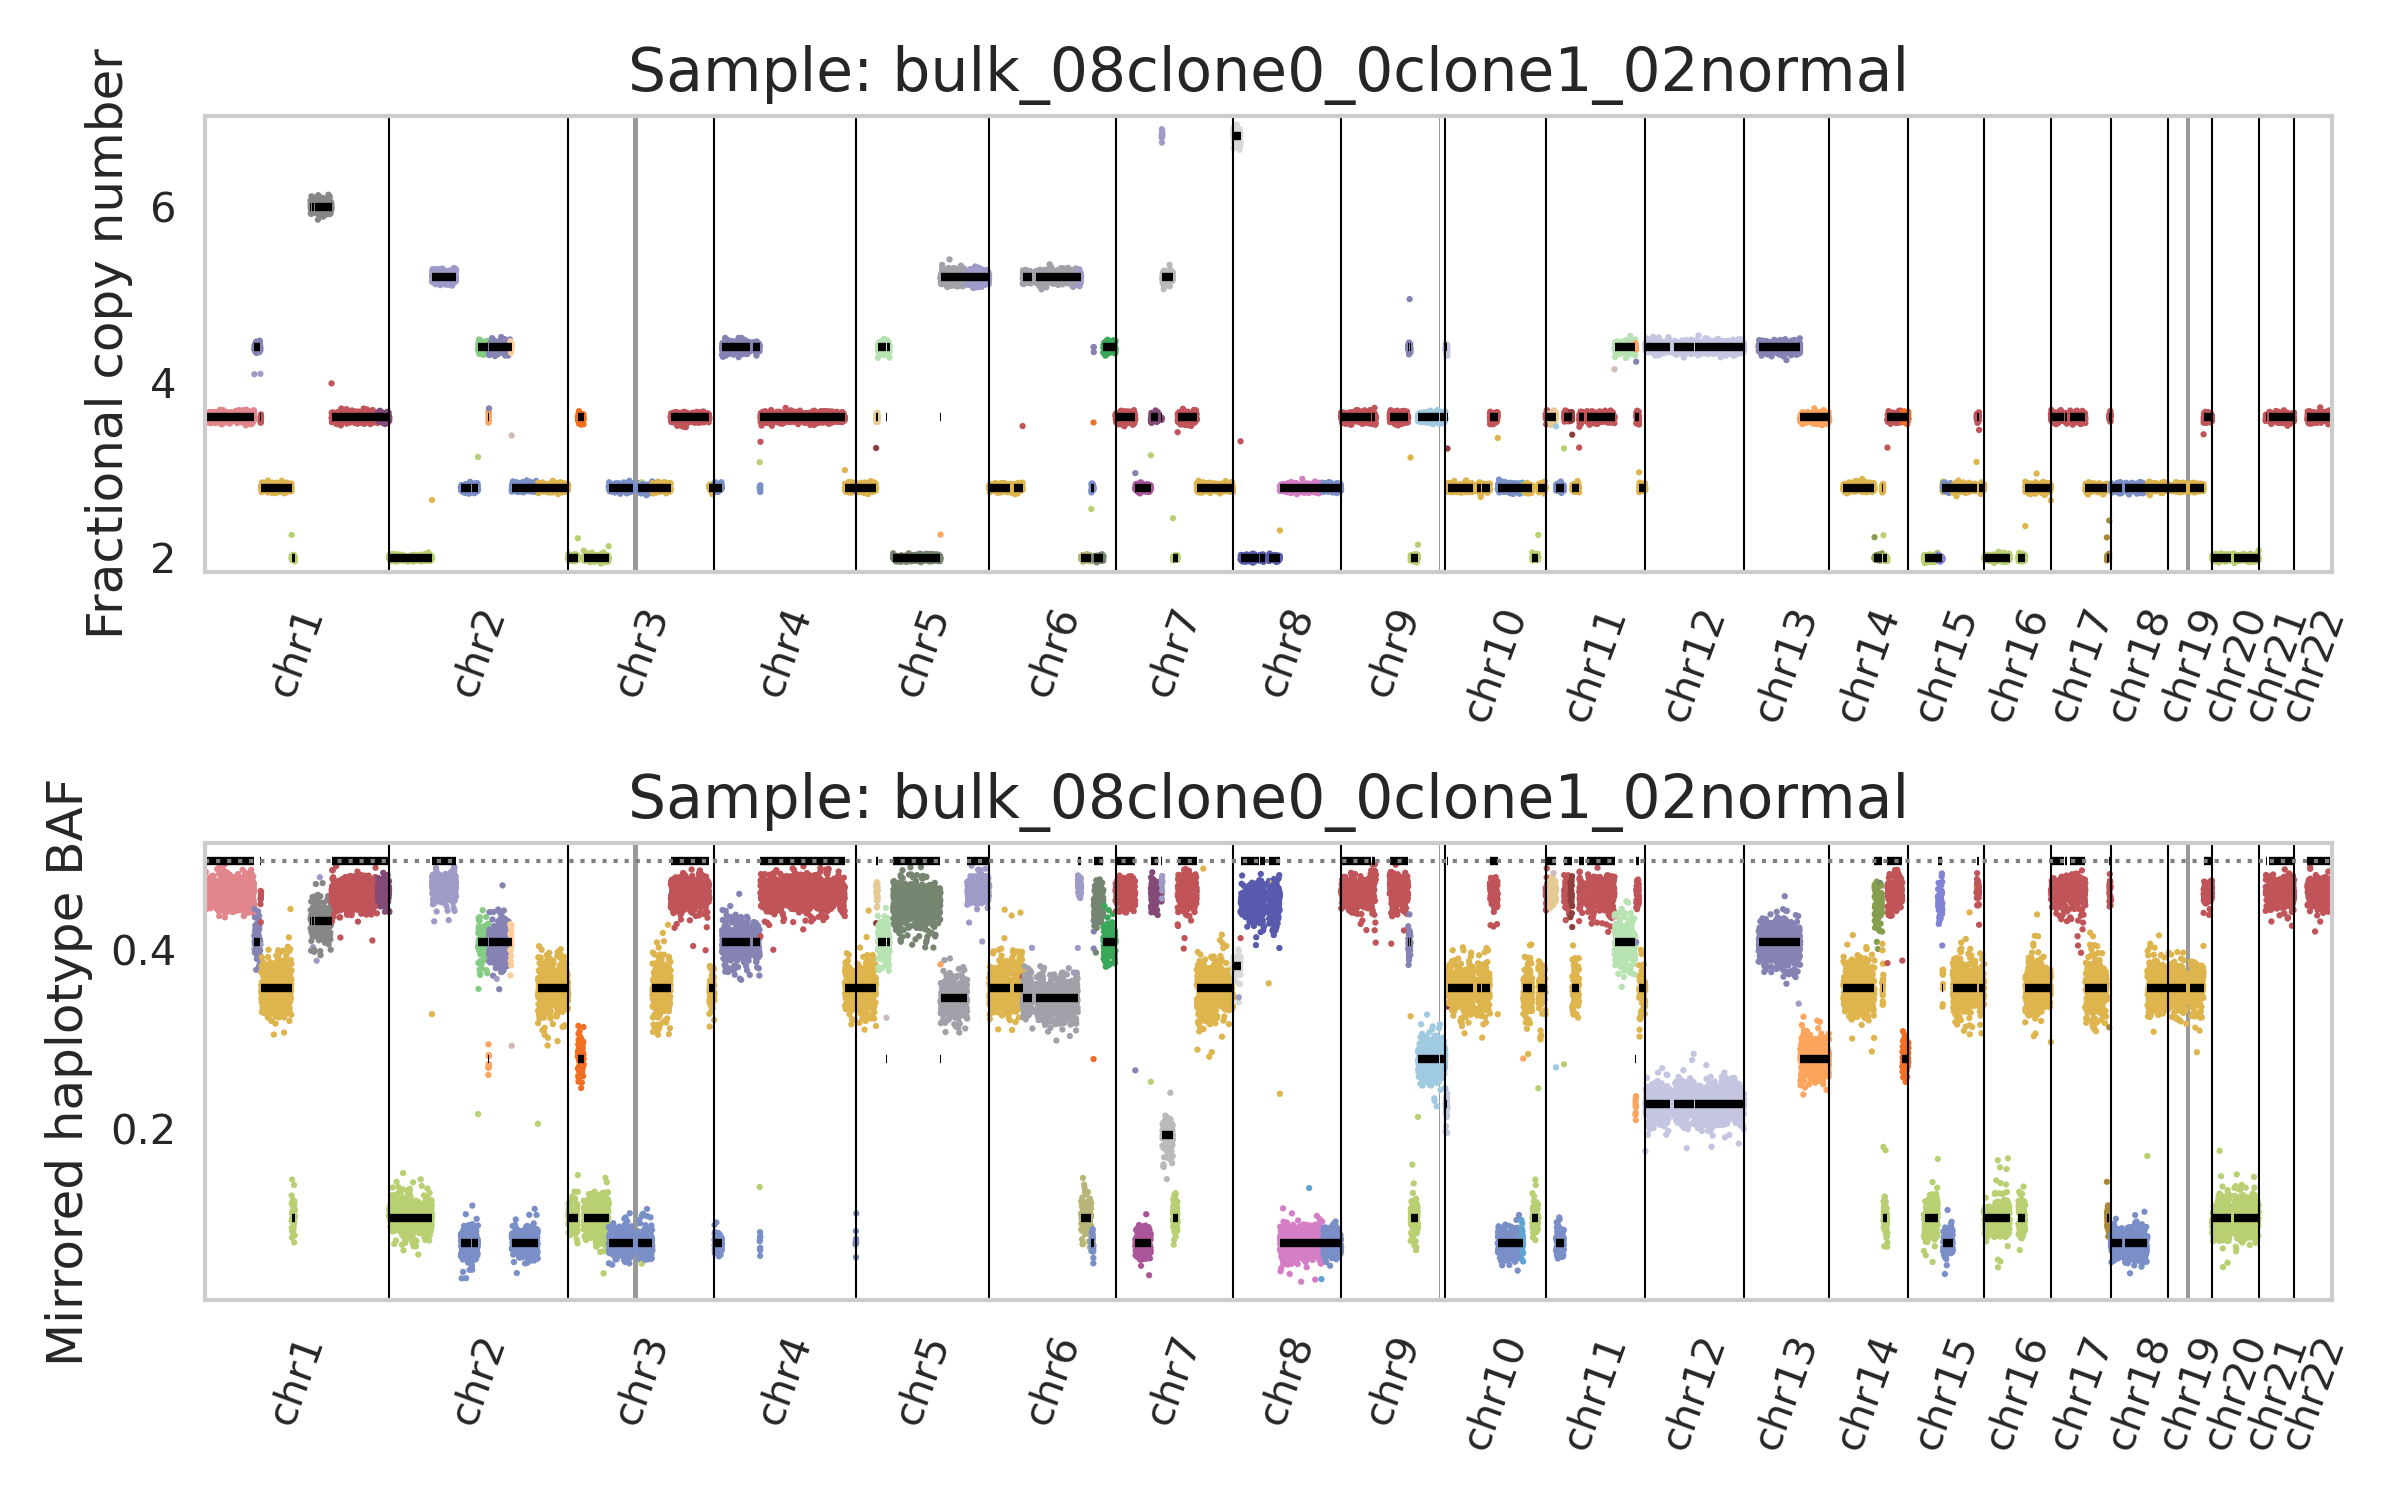 Sample: bulk_08clone0_0clone1_02normal
Fractional copy number
6
4
2
chr1 chr2 chr3 chr4 chr5 chr6 chr7 chr8 chr9 chr10 chr11 chr12 chr13 chr14 chr15 chr16 chr17 chr18 chr19 chr20 chr21 chr22
Sample: bulk_08clone0_0clone1_02normal
Mirrored haplotype BAF
0.4
0.2
chr1 chr2 chr3 chr4 chr5 chr6 chr7 chr8 chr9 chr10 chr11 chr12 chr13 chr14 chr15 chr16 chr17 chr18 chr19 chr20 chr21 chr22